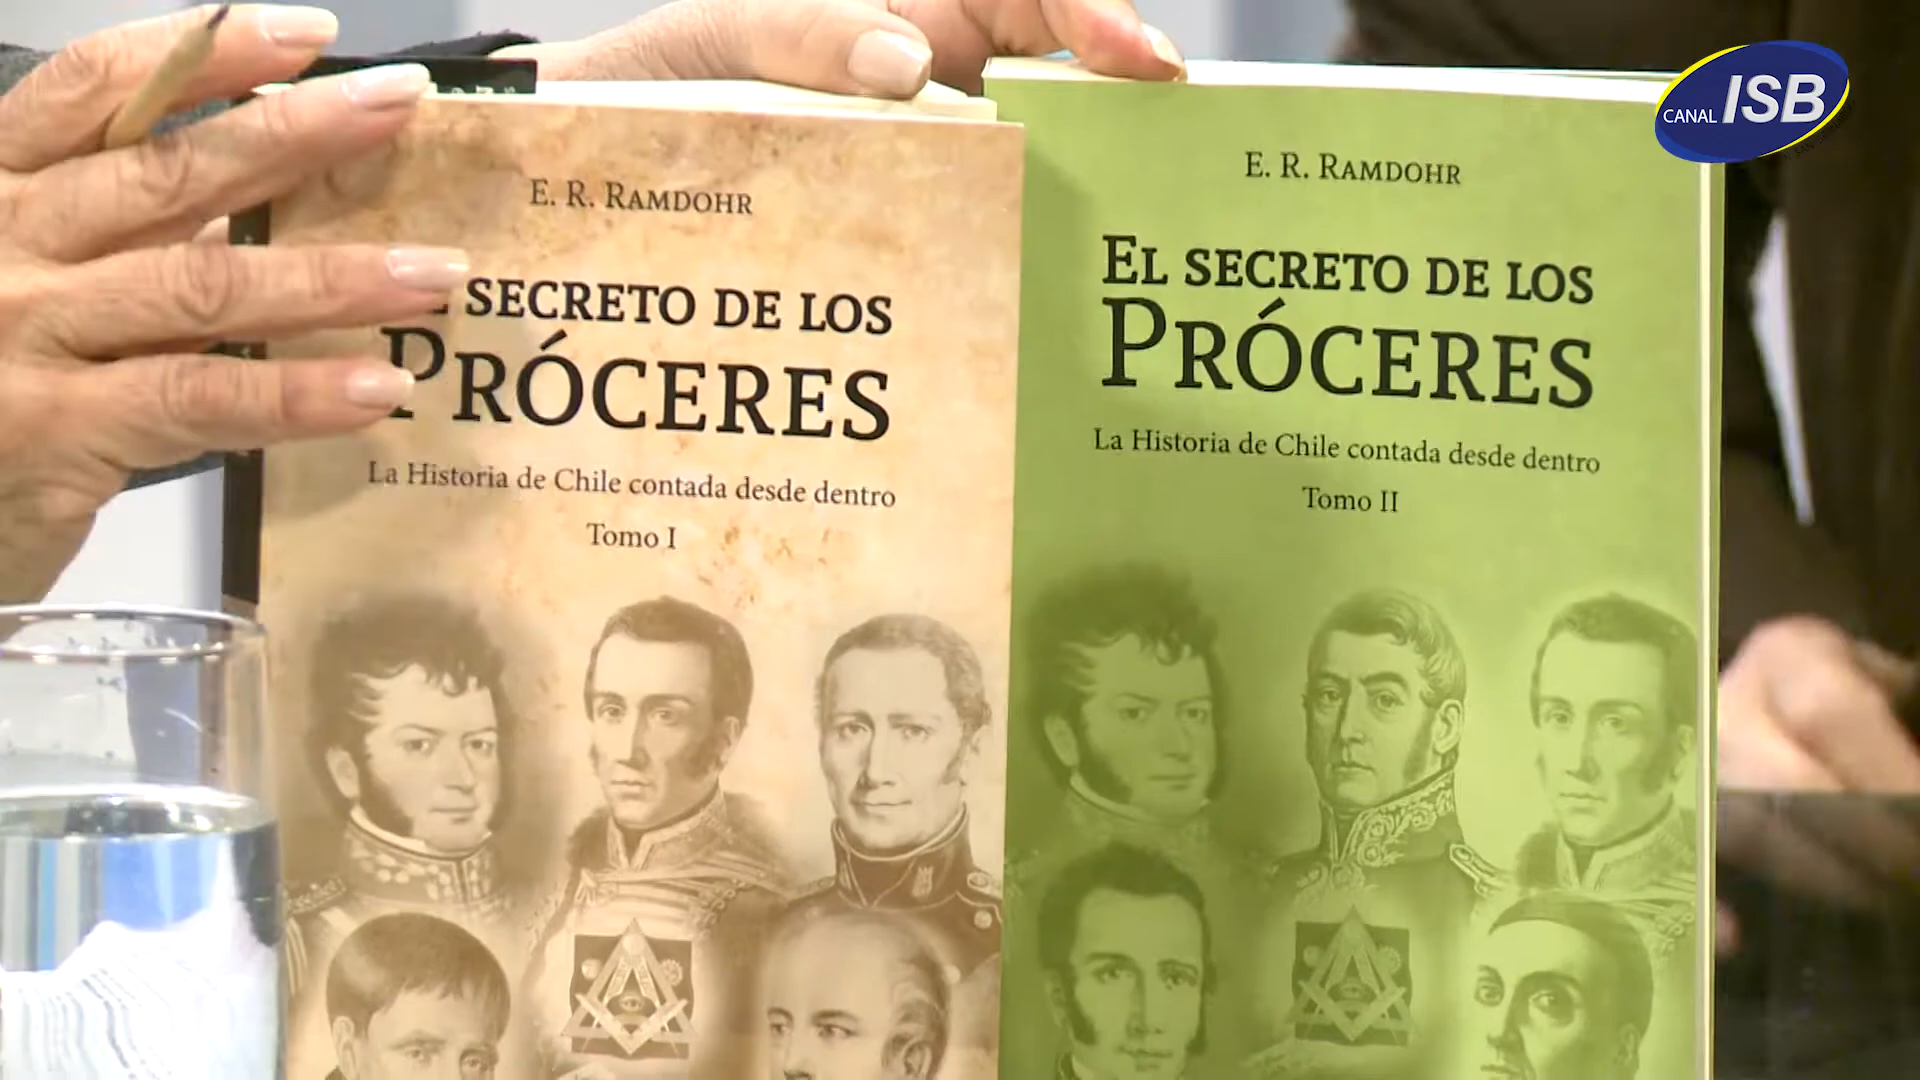 E. R. RAMDOHR
EL SECRETO DE LOS
PRÓCERES
La Historia de Chile contada desde dentro
Tomo I
E. R. RAMDOHR
EL SECRETO DE LOS
PRÓCERES
La Historia de Chile contada desde dentro
Tomo II
CANAL ISB